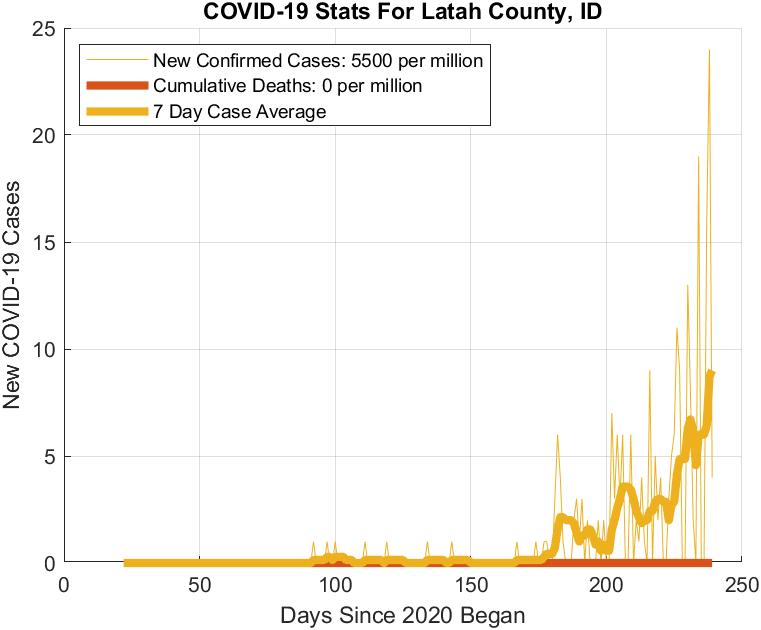 COVID-19 Stats For Latah County, ID
25
New Confirmed Cases: 5500 per million
Cumulative Deaths: 0 per million
7 Day Case Average
20
15
10
5
0
New COVID-19 Cases
0 50 100 150 200 250
Days Since 2020 Began